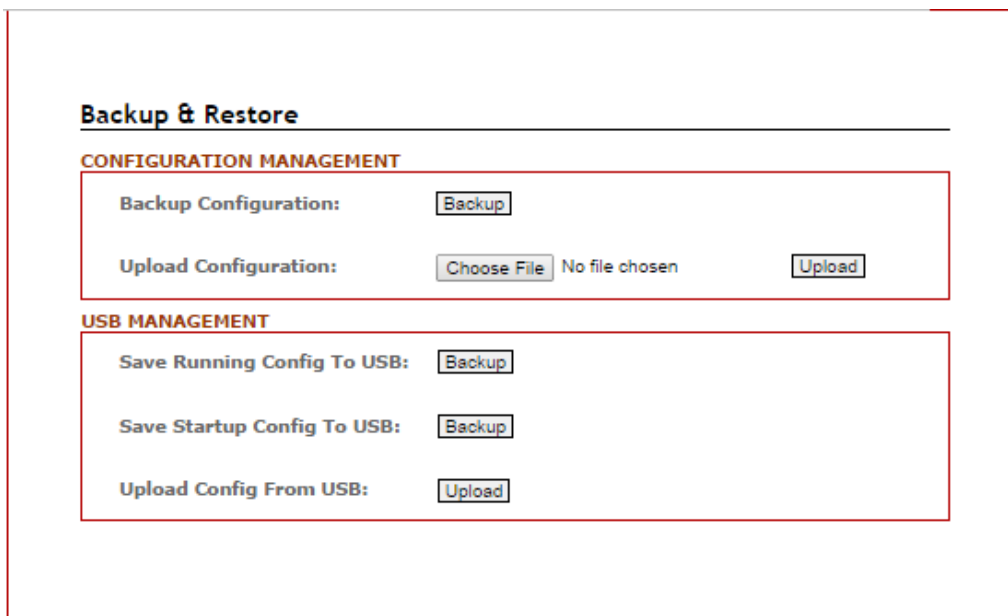 Backup & Restore
CONFIGURATION MANAGEMENT
Backup Configuration: Backup
Upload Configuration: Choose File No file chosen Upload
USB MANAGEMENT
Save Running Config To USB: Backup
Save Startup Config To USB: Backup
Upload Config From USB: Upload